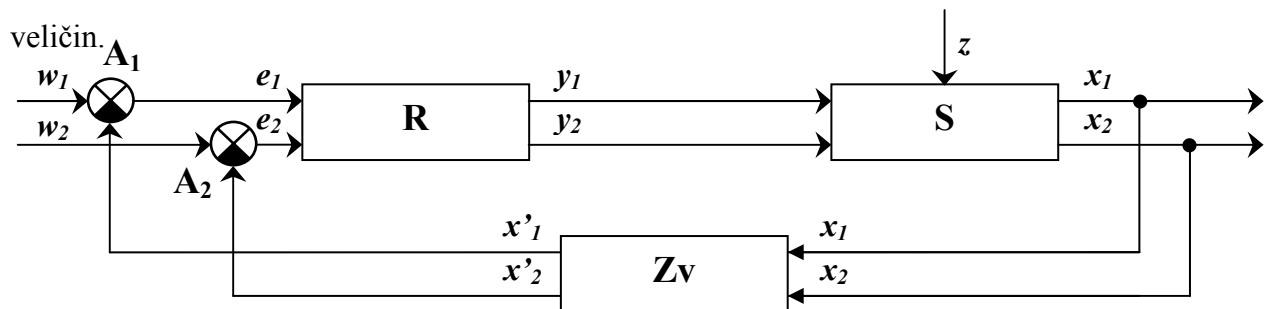 veličin.
A₁
z
w₁ e₁ y₁ x₁
R S
w₂ e₂ y₂ x₂
A₂
x’₁ x₁
Zv
x’₂ x₂